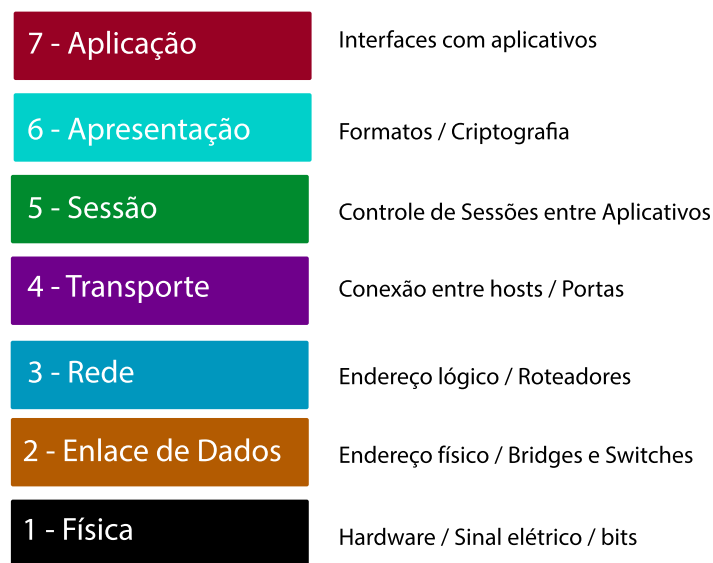 7 - Aplicação
Interfaces com aplicativos
6 - Apresentação
Formatos / Criptografia
5 - Sessão
Controle de Sessões entre Aplicativos
4 - Transporte
Conexão entre hosts / Portas
3 - Rede
Endereço lógico / Roteadores
2 - Enlace de Dados
Endereço físico / Bridges e Switches
1 - Física
Hardware / Sinal elétrico / bits